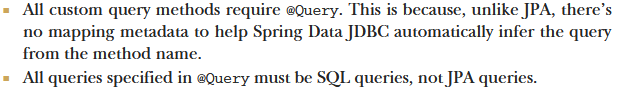 ▪ All custom query methods require @Query. This is because, unlike JPA, there's
no mapping metadata to help Spring Data JDBC automatically infer the query
from the method name.
▪ All queries specified in @Query must be SQL queries, not JPA queries.